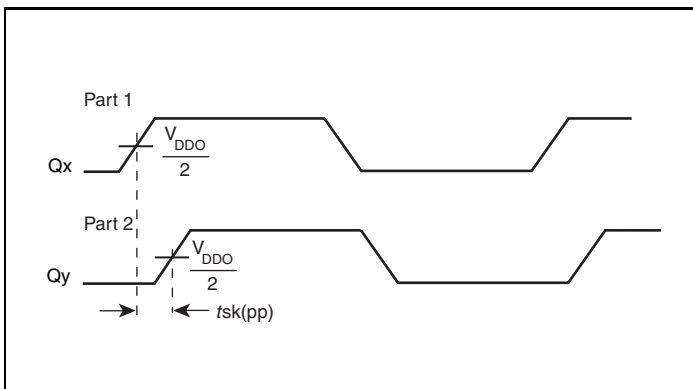 Part 1
V_DDO
2
Qx
Part 2
V_DDO
2
Qy
tsk(pp)